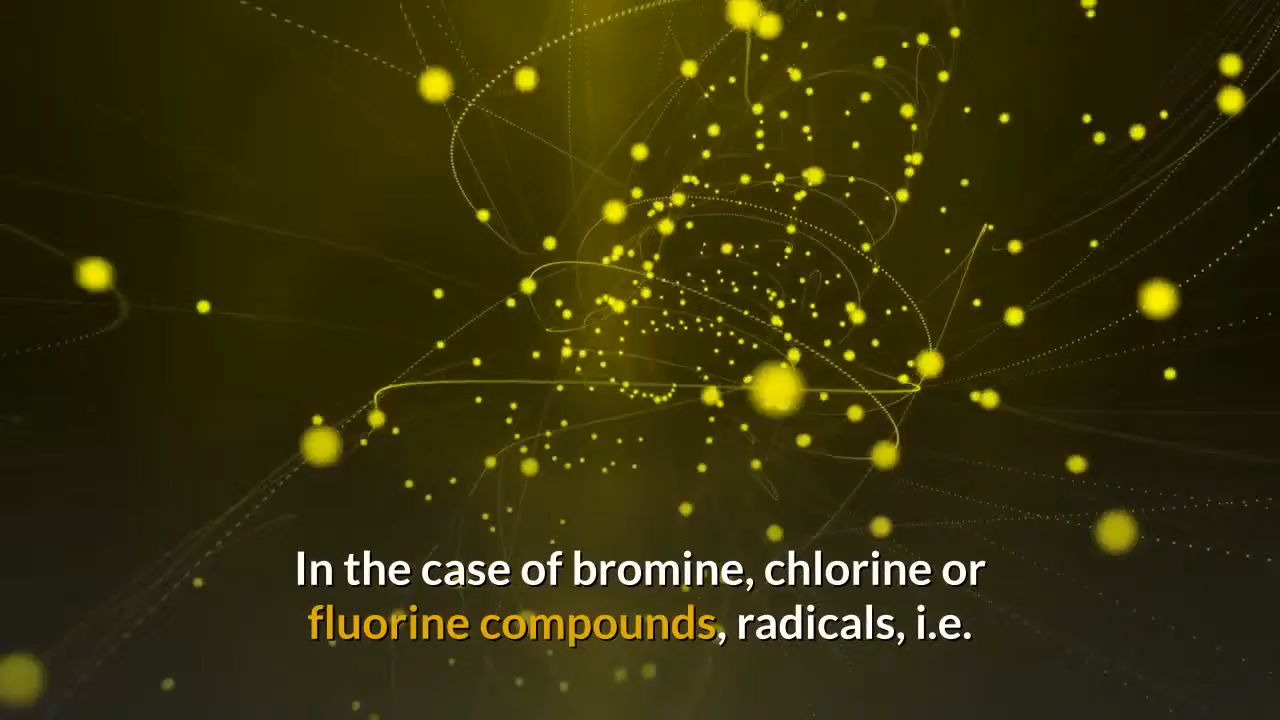 In the case of bromine, chlorine or
fluorine compounds, radicals, i.e.